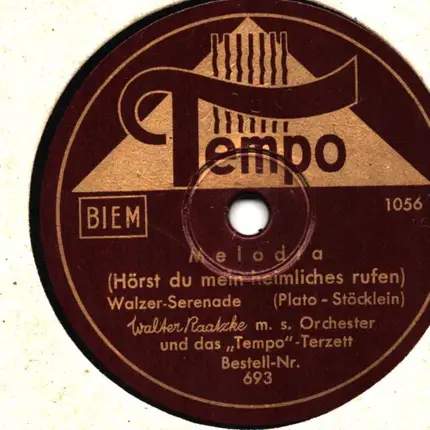 Tempo
BIEM
1056
Melodia
(Hörst du mein heimliches rufen)
Walzer-Serenade (Plato - Stöcklein)
Walter Raatzke m. s. Orchester
und das „Tempo"-Terzett
Bestell-Nr.
693